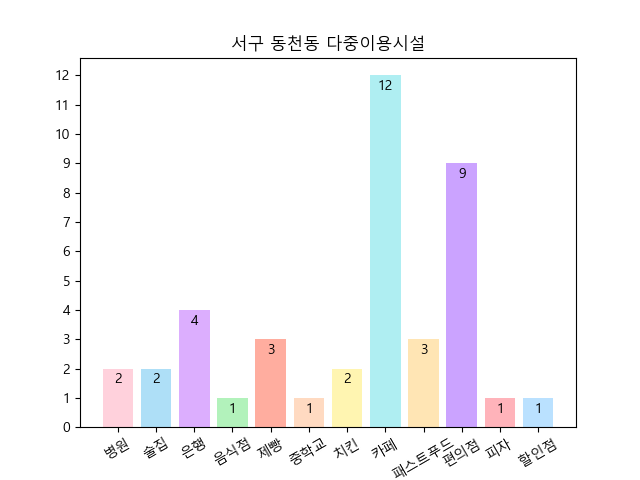 서구 동천동 다중이용시설
12
11
10
9
8
7
6
5
4
3
2
1
0
2
2
4
1
3
1
2
12
3
9
1
1
병원
술집
은행
음식점
제빵
중학교
치킨
카페
패스트푸드
편의점
피자
할인점